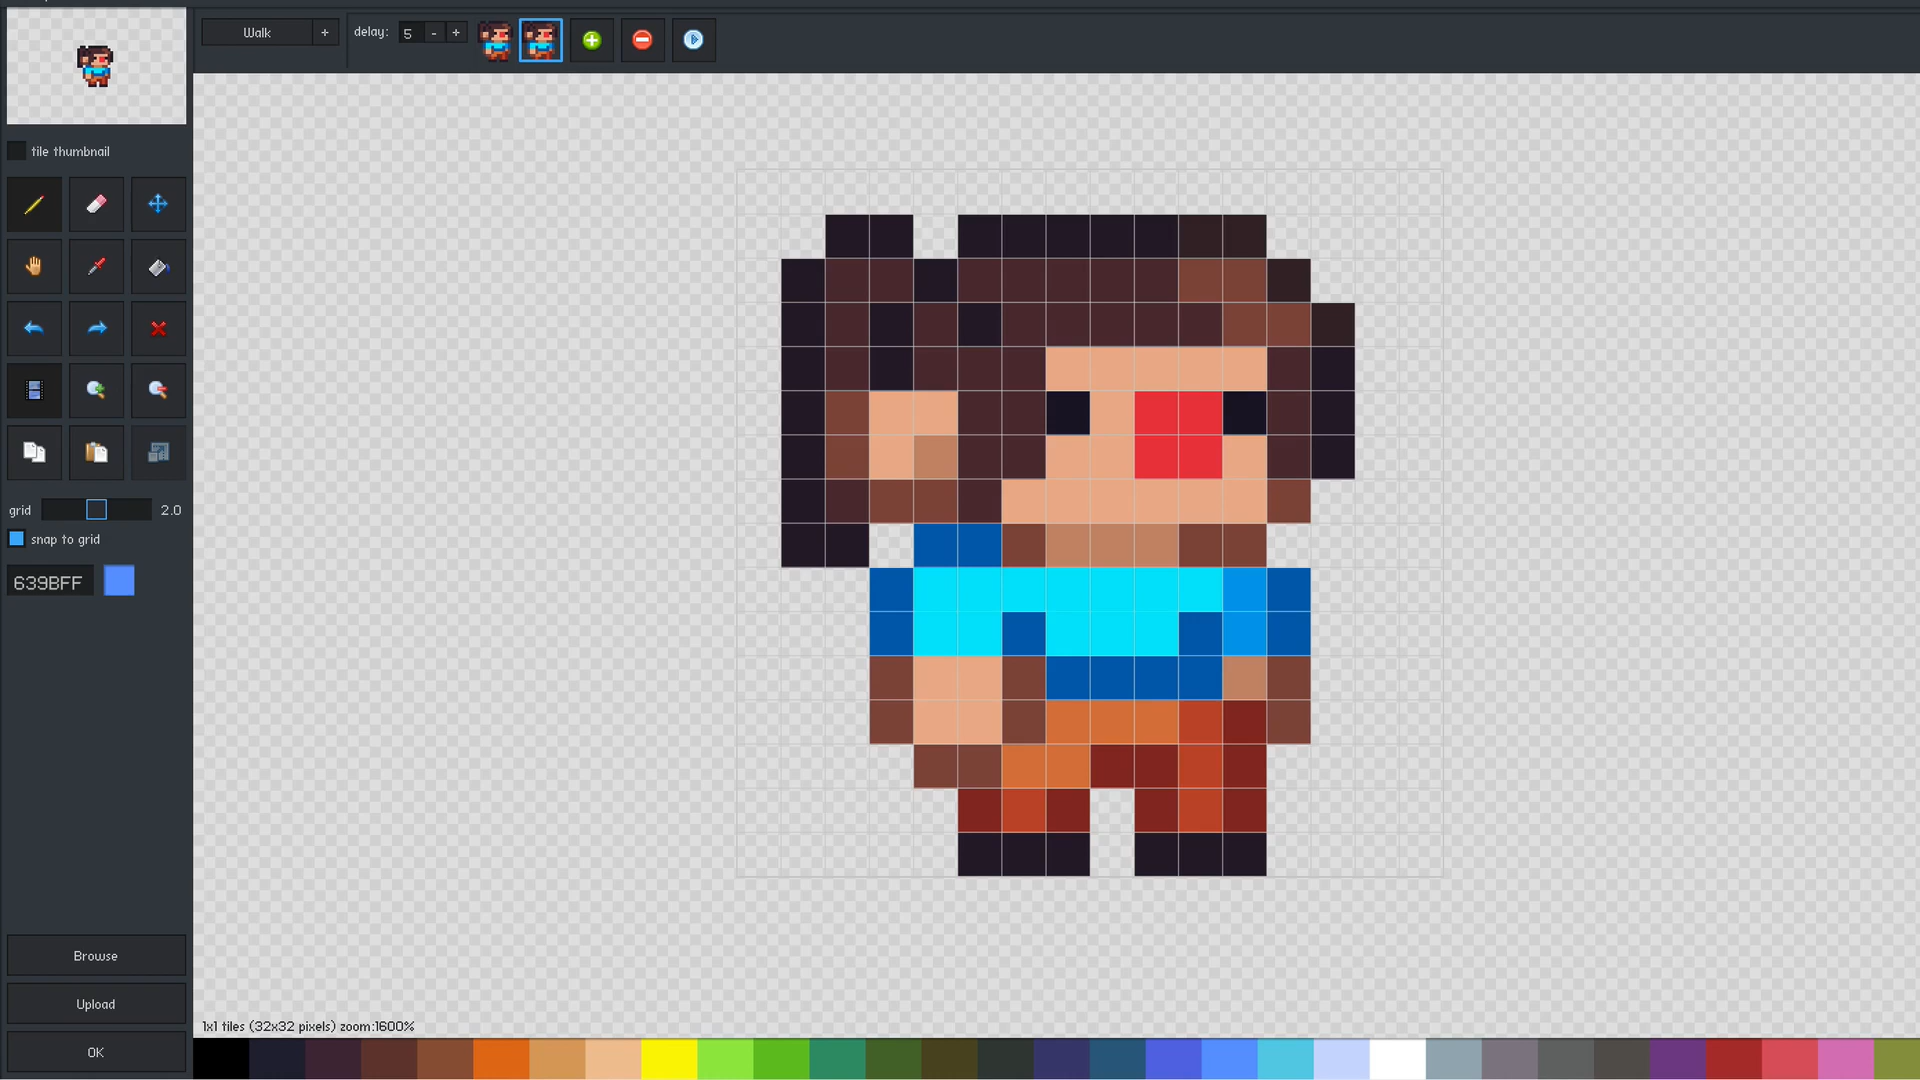 Walk +
delay: 5 - +
tile thumbnail
grid 2.0
snap to grid
639BFF
Browse
Upload
OK
1x1 tiles (32x32 pixels) zoom:1600%